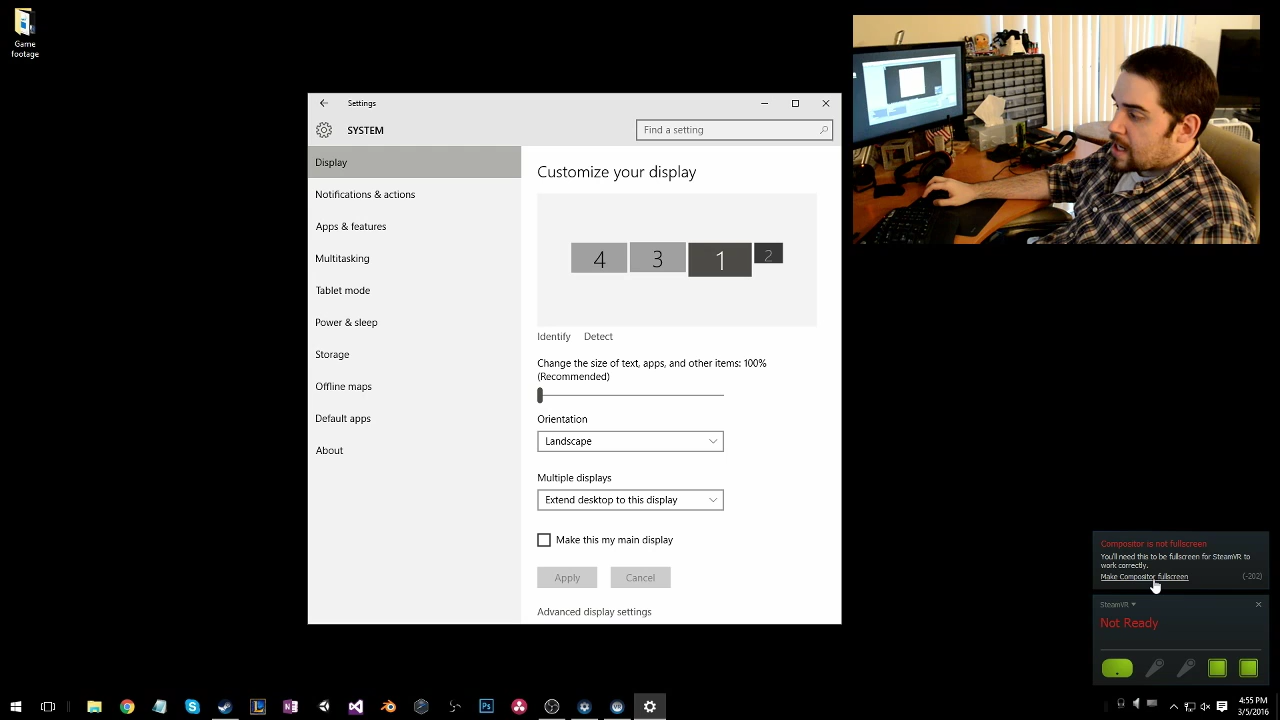 Game
footage
Settings
SYSTEM
Find a setting
Display
Notifications & actions
Apps & features
Multitasking
Tablet mode
Power & sleep
Storage
Offline maps
Default apps
About
Customize your display
4 3 1 2
Identify Detect
Change the size of text, apps, and other items: 100%
(Recommended)
Orientation
Landscape
Multiple displays
Extend desktop to this display
Make this my main display
Apply Cancel
Advanced display settings
Compositor is not fullscreen
You'll need this to be fullscreen for SteamVR to
work correctly.
Make Compositor fullscreen (-202)
SteamVR
Not Ready
4:55 PM
3/5/2016